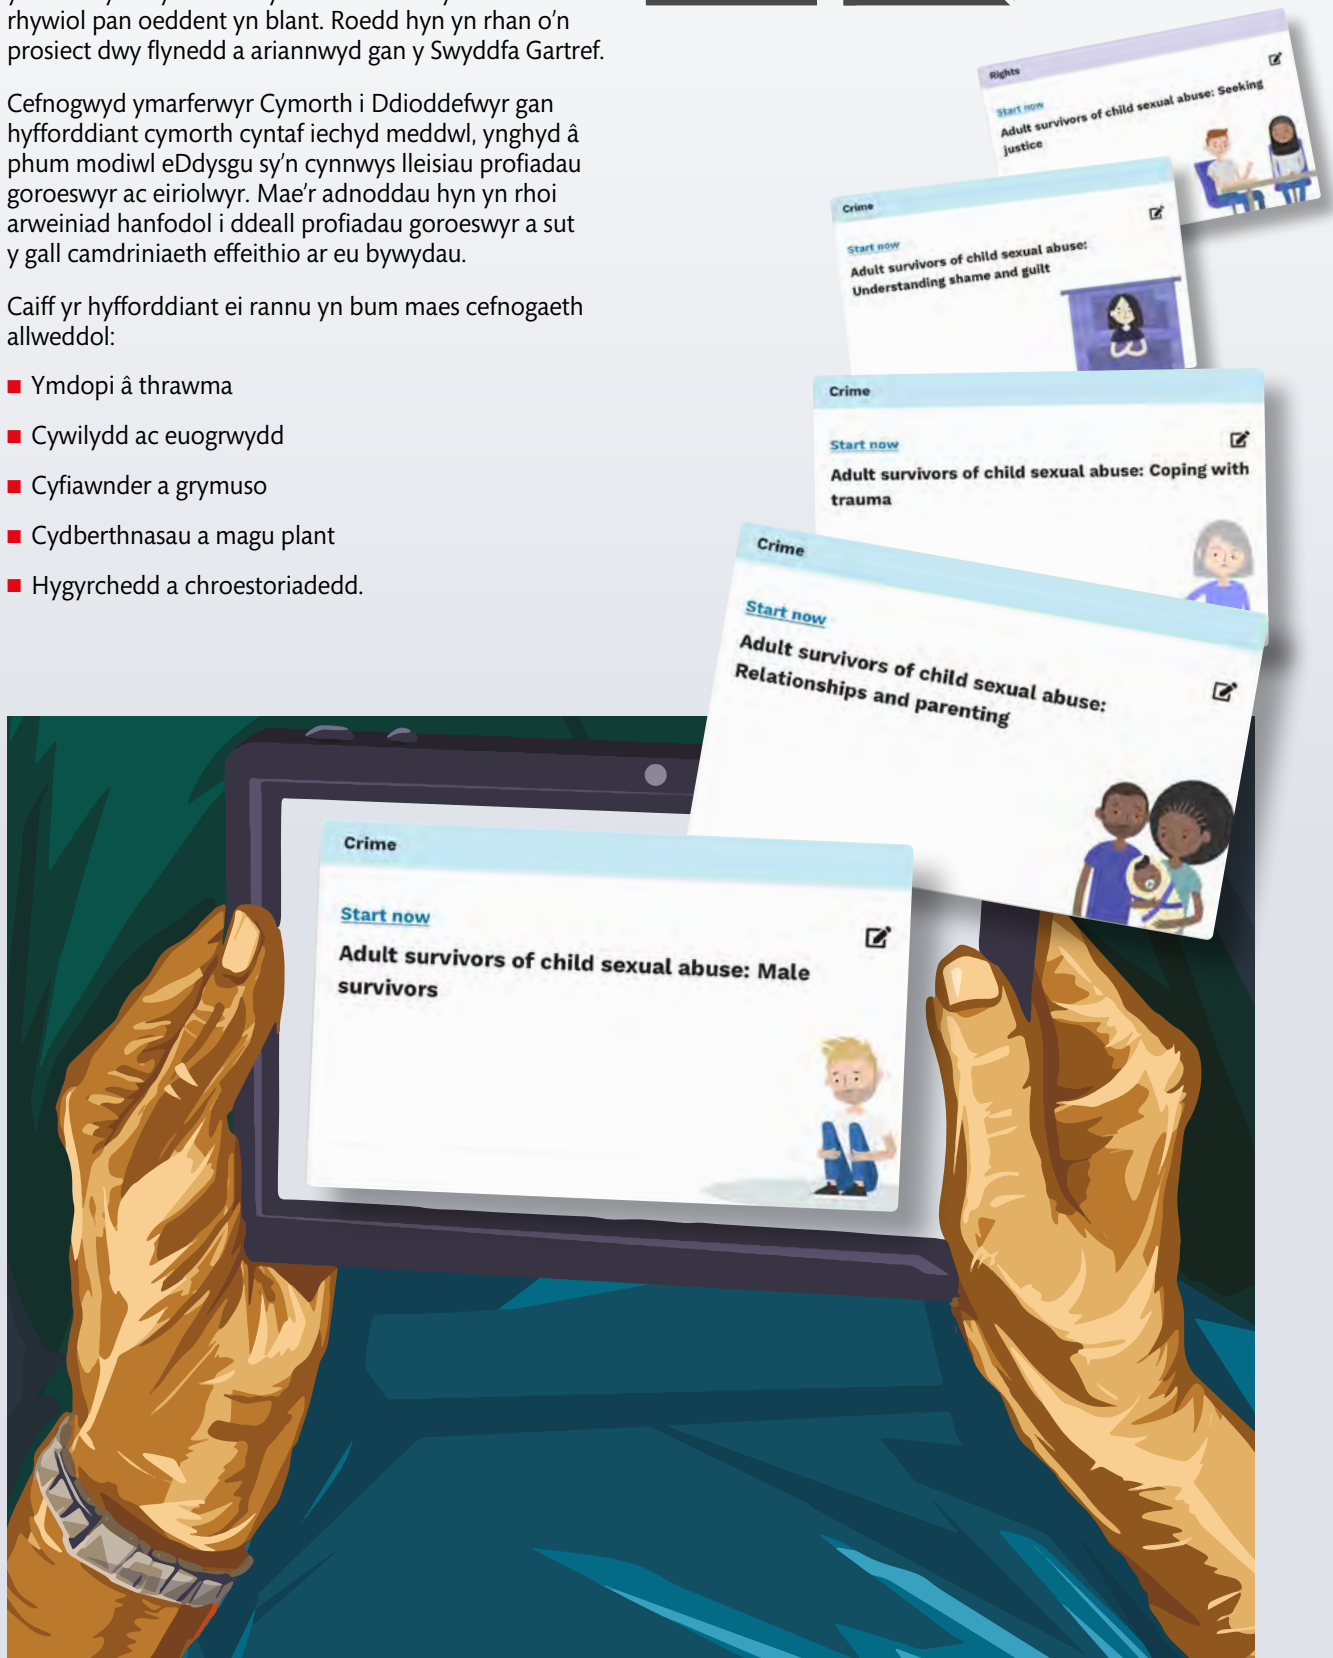 rhywiol pan oeddent yn blant. Roedd hyn yn rhan o’n
prosiect dwy flynedd a ariannwyd gan y Swyddfa Gartref.
Cefnogwyd ymarferwyr Cymorth i Ddioddefwyr gan
hyfforddiant cymorth cyntaf iechyd meddwl, ynghyd â
phum modiwl eDdysgu sy’n cynnwys lleisiau profiadau
goroeswyr ac eiriolwyr. Mae’r adnoddau hyn yn rhoi
arweiniad hanfodol i ddeall profiadau goroeswyr a sut
y gall camdriniaeth effeithio ar eu bywydau.
Caiff yr hyfforddiant ei rannu yn bum maes cefnogaeth
allweddol:
■ Ymdopi â thrawma
■ Cywilydd ac euogrwydd
■ Cyfiawnder a grymuso
■ Cydberthnasau a magu plant
■ Hygyrchedd a chroestoriadedd.
Rights
Start now
Adult survivors of child sexual abuse: Seeking
justice
Crime
Start now
Adult survivors of child sexual abuse:
Understanding shame and guilt
Crime
Start now
Adult survivors of child sexual abuse: Coping with
trauma
Crime
Start now
Adult survivors of child sexual abuse:
Relationships and parenting
Crime
Start now
Adult survivors of child sexual abuse: Male
survivors